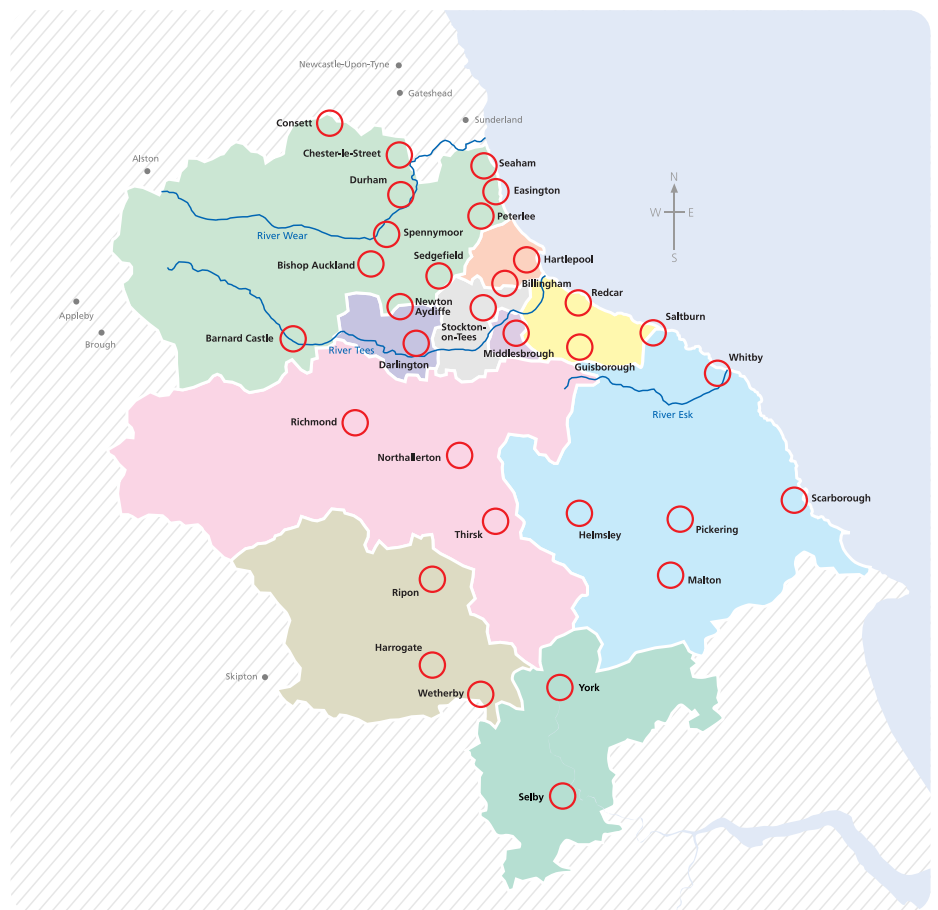 Newcastle-Upon-Tyne
Gateshead
Sunderland
Consett
Chester-le-Street
Alston
Seaham
Durham
Easington
Peterlee
River Wear
Spennymoor
Sedgefield
Bishop Auckland
Hartlpool
Billingham
Redcar
Newton
Aycliffe
Saltburn
Appleby
Brough
Barnard Castle
River Tees
Stockton-
on-Tees
Middlesbrough
Darlington
Guisborough
Whitby
River Esk
Richmond
Northallerton
Scarborough
Thirsk
Helmsley
Pickering
Malton
Ripon
Harrogate
Skipton
Wetherby
York
Selby
N
W
E
S